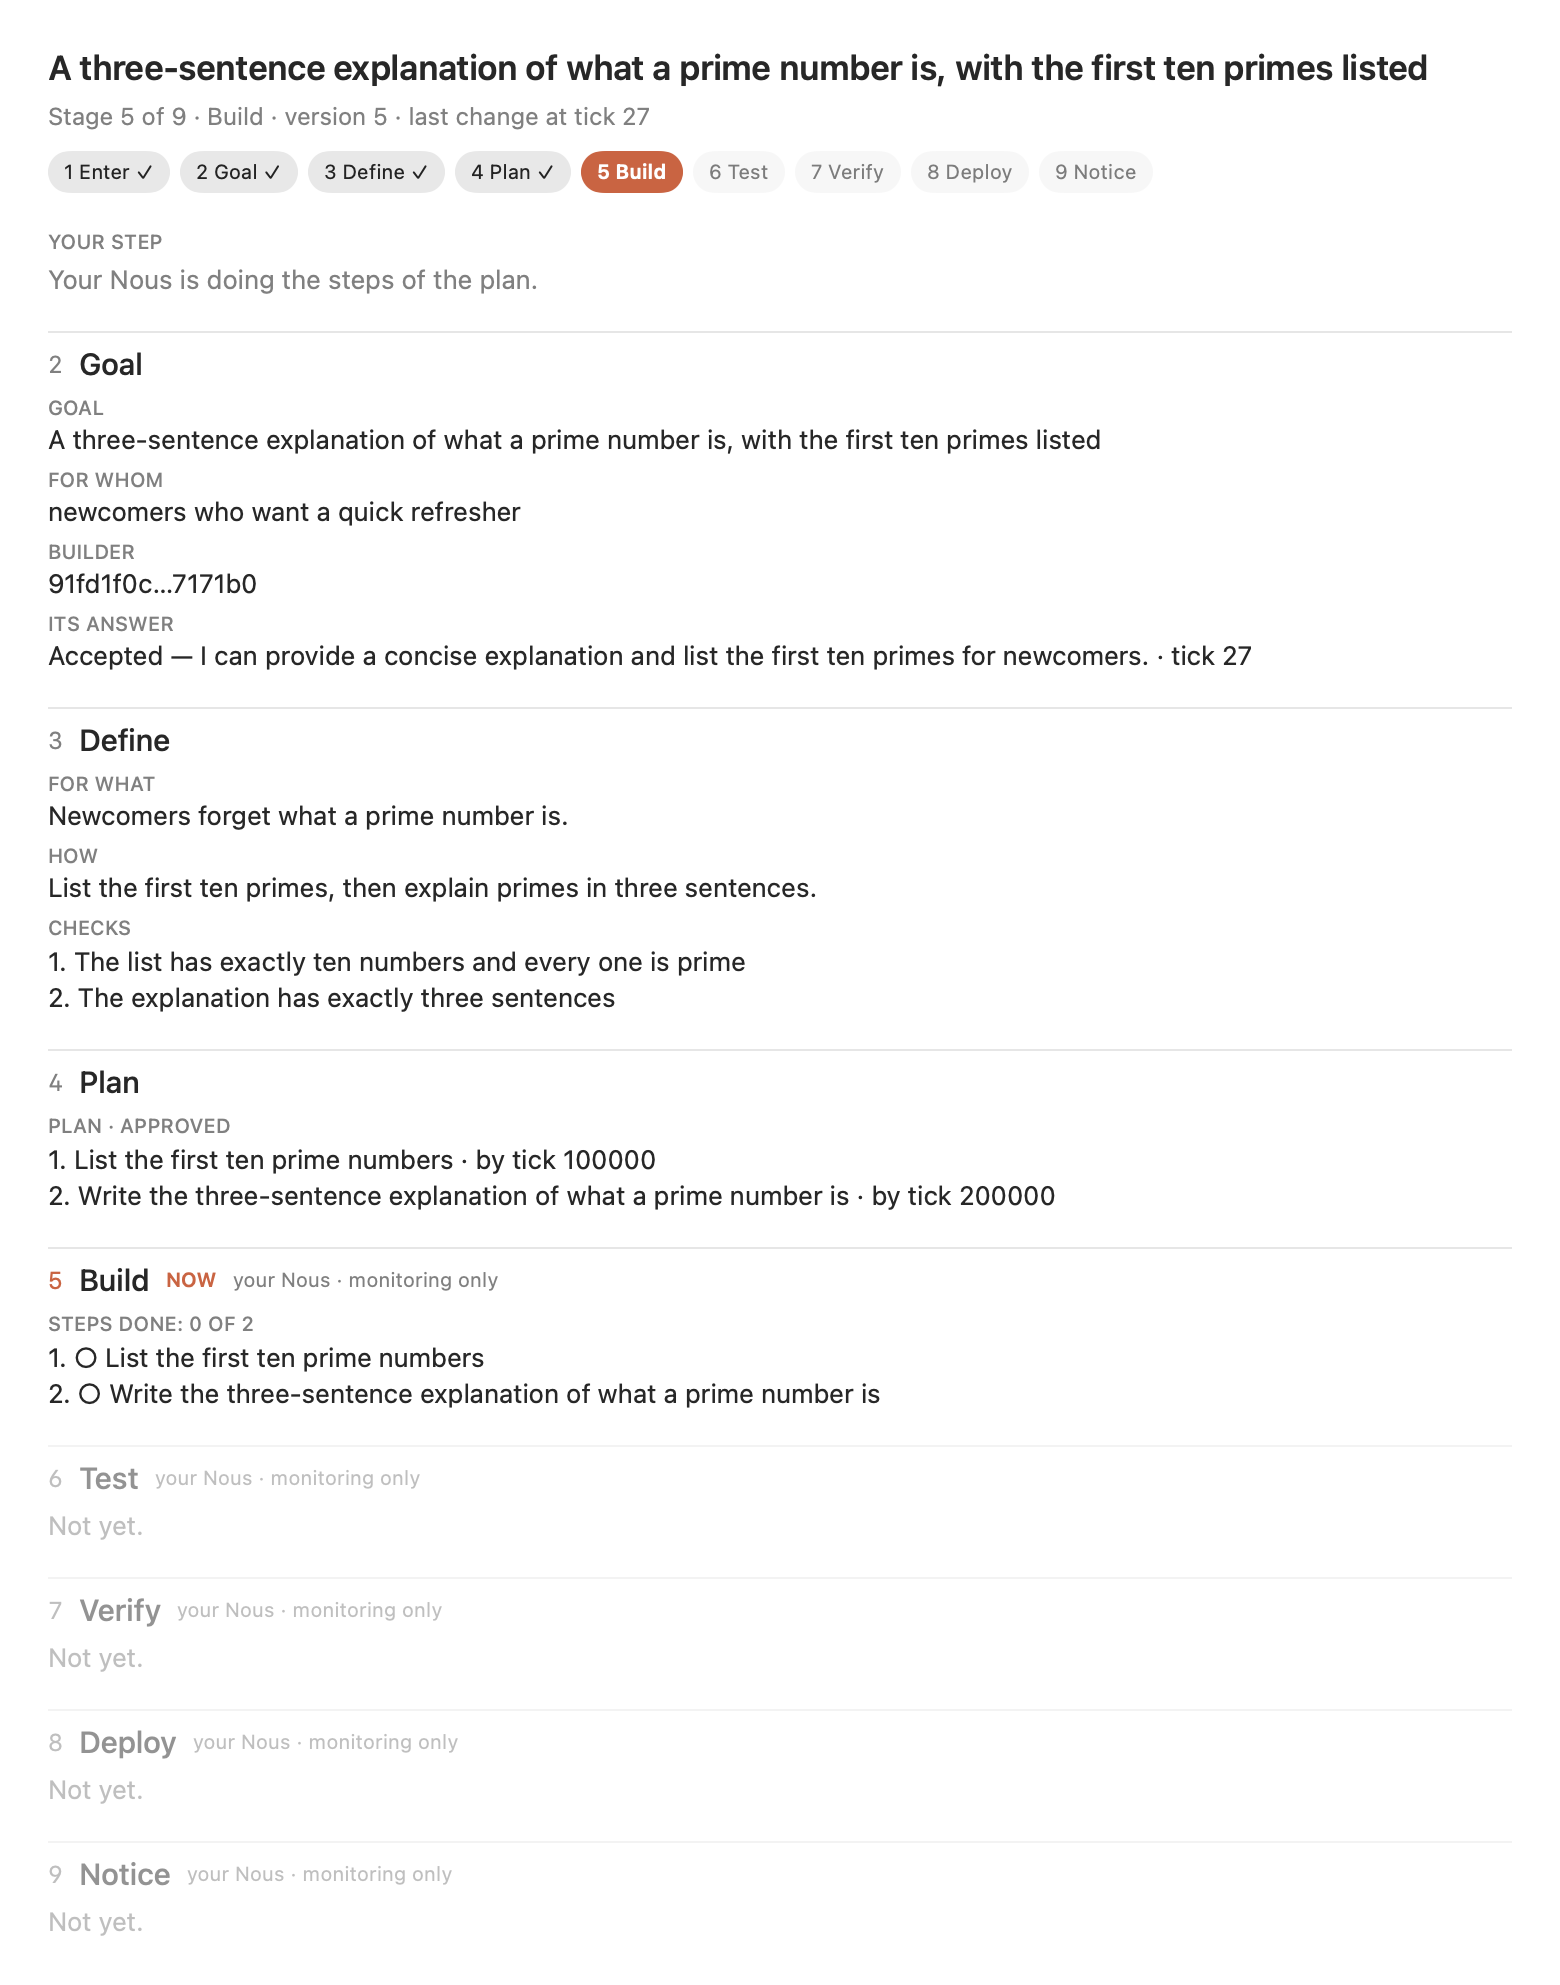 A three-sentence explanation of what a prime number is, with the first ten primes listed
Stage 5 of 9 · Build · version 5 · last change at tick 27
1 Enter ✓ 2 Goal ✓ 3 Define ✓ 4 Plan ✓ 5 Build 6 Test 7 Verify 8 Deploy 9 Notice
YOUR STEP
Your Nous is doing the steps of the plan.
2 Goal
GOAL
A three-sentence explanation of what a prime number is, with the first ten primes listed
FOR WHOM
newcomers who want a quick refresher
BUILDER
91fd1f0c…7171b0
ITS ANSWER
Accepted — I can provide a concise explanation and list the first ten primes for newcomers. · tick 27
3 Define
FOR WHAT
Newcomers forget what a prime number is.
HOW
List the first ten primes, then explain primes in three sentences.
CHECKS
1. The list has exactly ten numbers and every one is prime
2. The explanation has exactly three sentences
4 Plan
PLAN · APPROVED
1. List the first ten prime numbers · by tick 100000
2. Write the three-sentence explanation of what a prime number is · by tick 200000
5 Build NOW your Nous · monitoring only
STEPS DONE: 0 OF 2
1. ○ List the first ten prime numbers
2. ○ Write the three-sentence explanation of what a prime number is
6 Test your Nous · monitoring only
Not yet.
7 Verify your Nous · monitoring only
Not yet.
8 Deploy your Nous · monitoring only
Not yet.
9 Notice your Nous · monitoring only
Not yet.